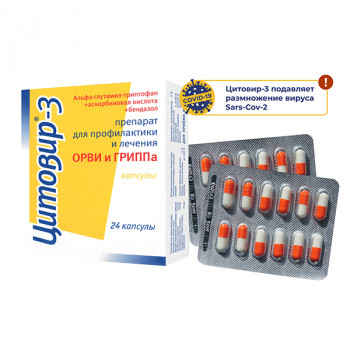 Цитовир®-3
Альфа-глутамил-триптофан
+аскорбиновая кислота
+бендазол
препарат
для профилактики
и лечения
ОРВИ и ГРИППа
капсулы
24 капсулы
COVID-19
!
Цитовир-3 подавляет
размножение вируса
Sars-Cov-2